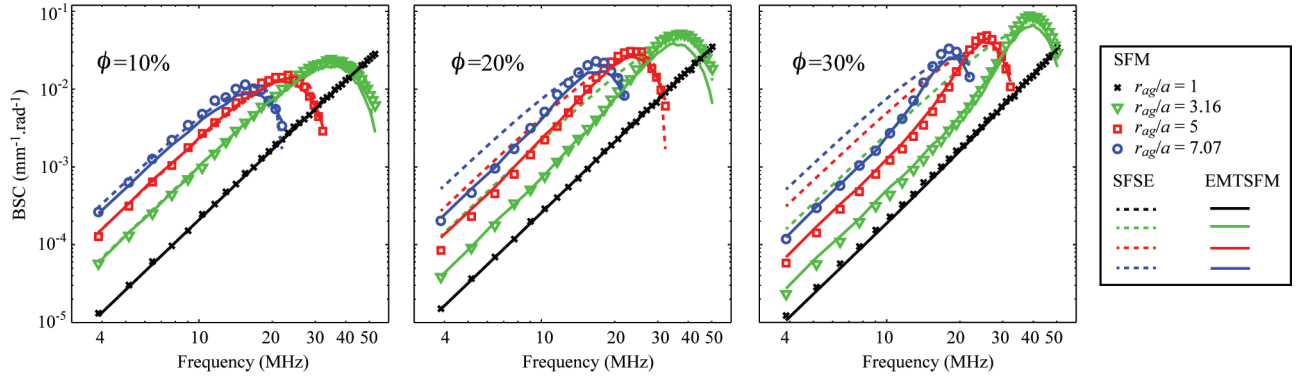 ϕ=10%
ϕ=20%
ϕ=30%
BSC (mm⁻¹.rad⁻¹)
10⁻¹
10⁻²
10⁻³
10⁻⁴
10⁻⁵
4 10 20 30 40 50
4 10 20 30 40 50
4 10 20 30 40 50
Frequency (MHz)
Frequency (MHz)
Frequency (MHz)
SFM
r_ag/a = 1
r_ag/a = 3.16
r_ag/a = 5
r_ag/a = 7.07
SFSE EMTSFM